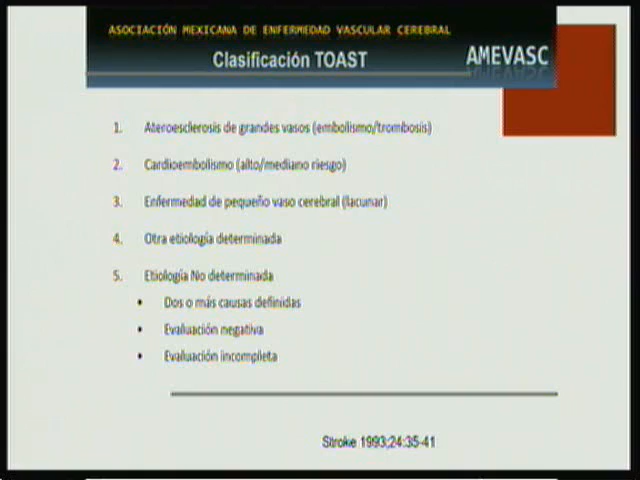 ASOCIACIÓN MEXICANA DE ENFERMEDAD VASCULAR CEREBRAL
Clasificación TOAST
AMEVASC
1. Ateroesclerosis de grandes vasos (embolismo/trombosis)
2. Cardioembolismo (alto/mediano riesgo)
3. Enfermedad de pequeño vaso cerebral (lacunar)
4. Otra etiología determinada
5. Etiología No determinada
• Dos o más causas definidas
• Evaluación negativa
• Evaluación incompleta
Stroke 1993;24:35-41